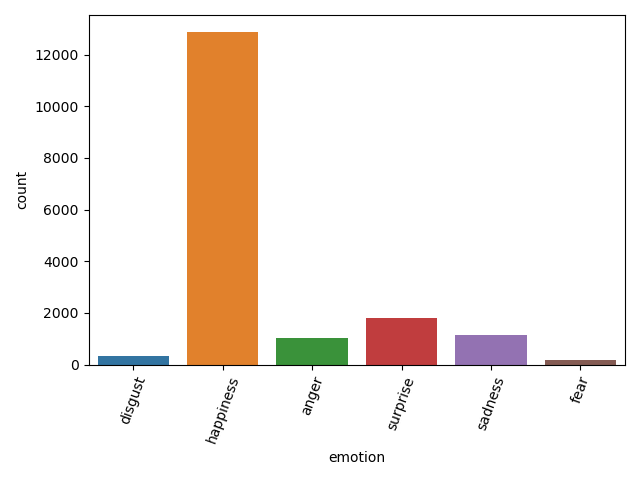 12000
10000
8000
6000
4000
2000
0
count
disgust
happiness
anger
surprise
sadness
fear
emotion